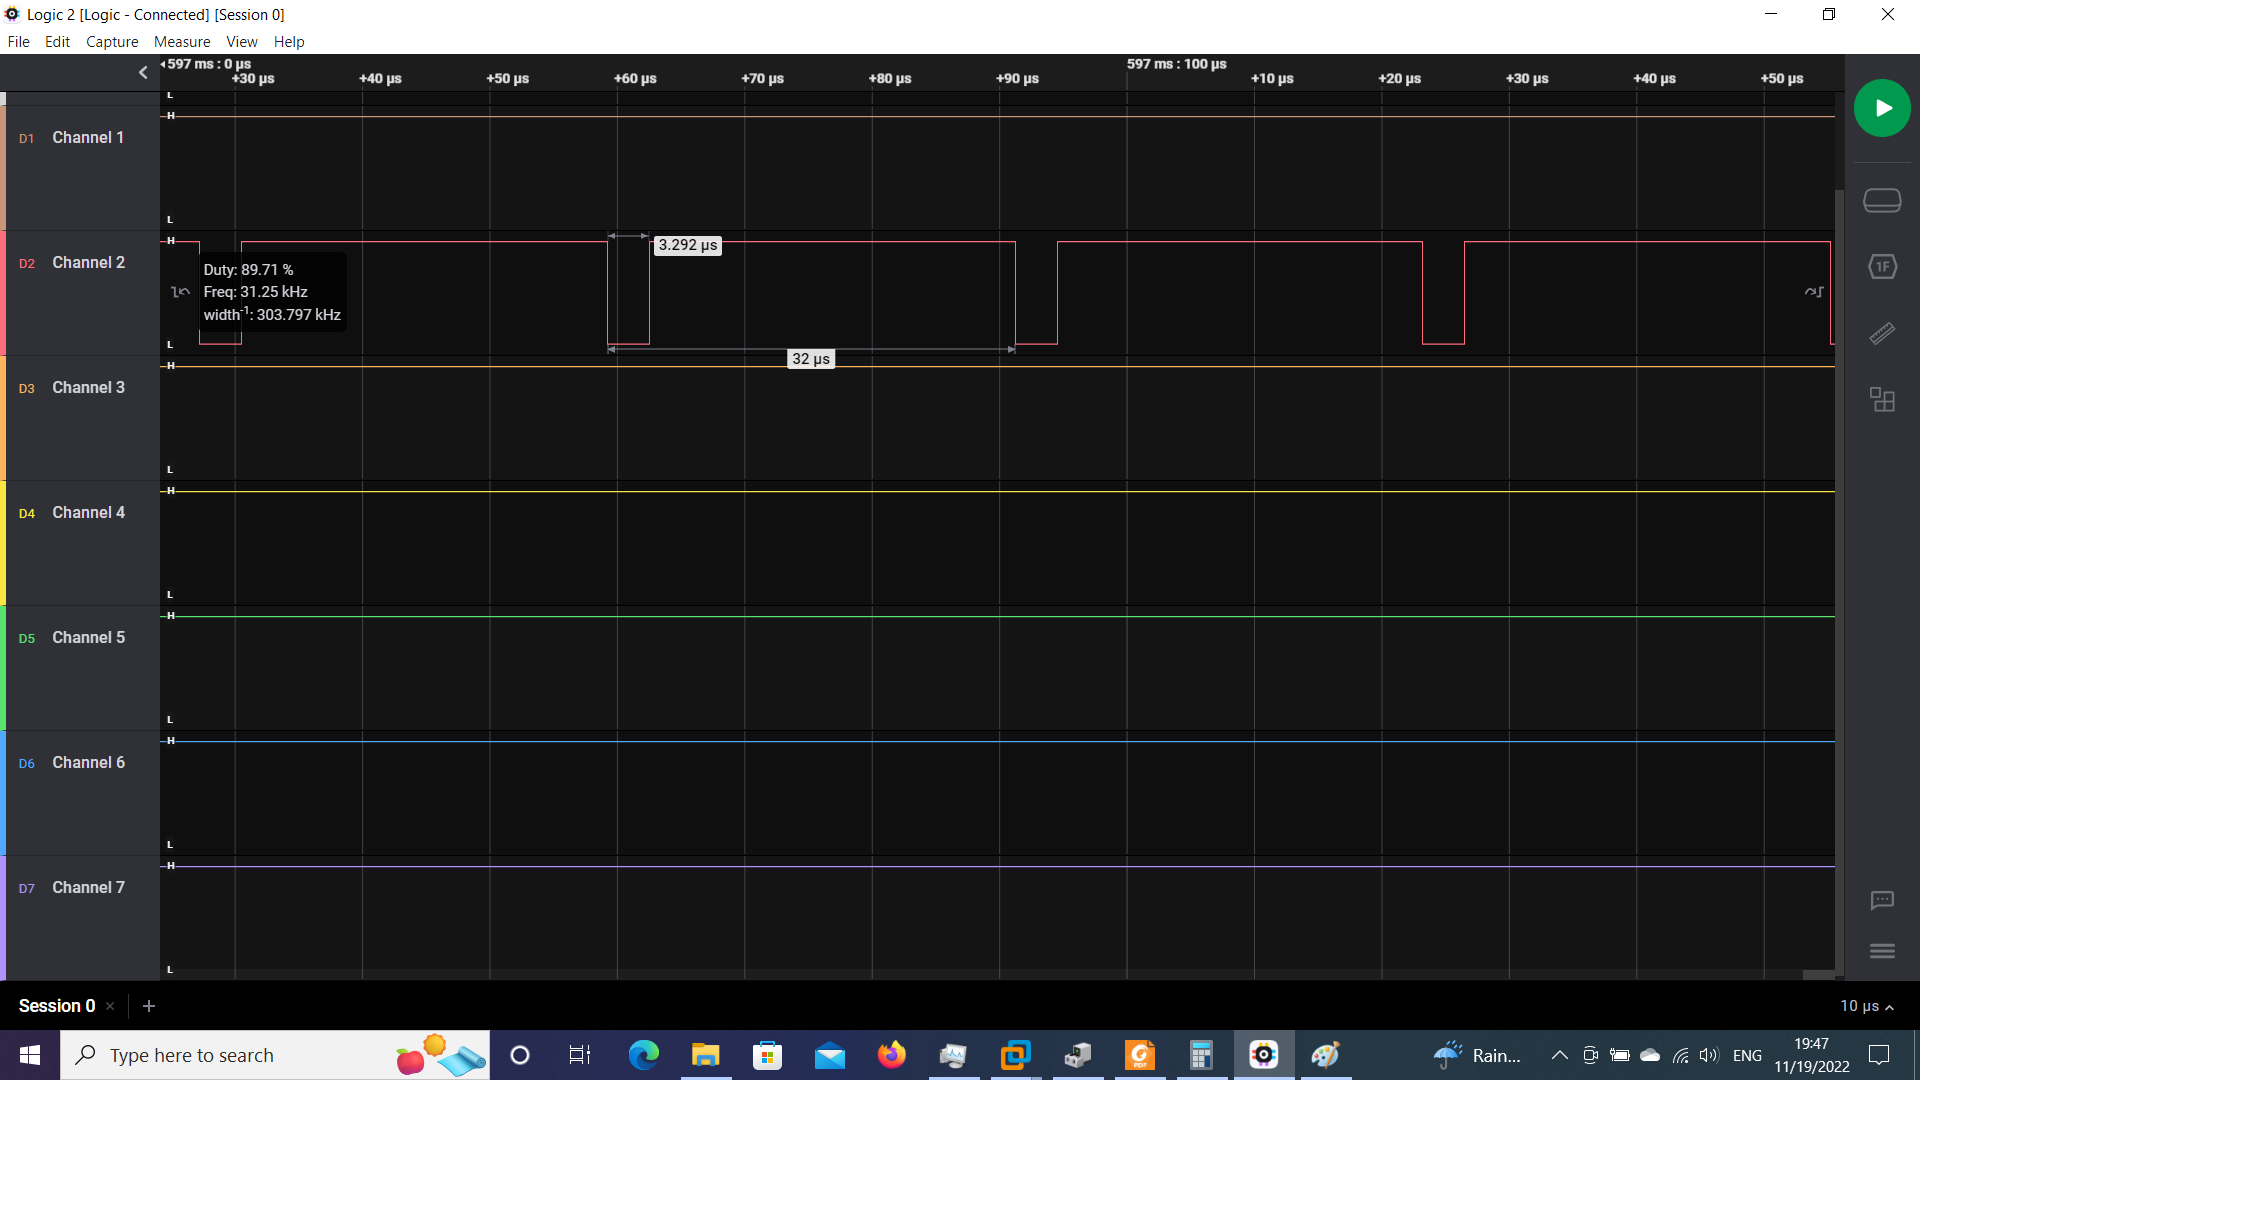 Logic 2 [Logic - Connected] [Session 0]
File Edit Capture Measure View Help
597 ms : 0 µs 597 ms : 100 µs
+30 µs +40 µs +50 µs +60 µs +70 µs +80 µs +90 µs +10 µs +20 µs +30 µs +40 µs +50 µs
L
H
D1 Channel 1
L
H
3.292 µs
D2 Channel 2
Duty: 89.71 %
Freq: 31.25 kHz
width-1: 303.797 kHz
1F
L
32 µs
H
D3 Channel 3
L
H
D4 Channel 4
L
H
D5 Channel 5
L
H
D6 Channel 6
L
H
D7 Channel 7
L
Session 0 × +
10 µs
Type here to search
PDF
Rain...
ENG
19:47
11/19/2022